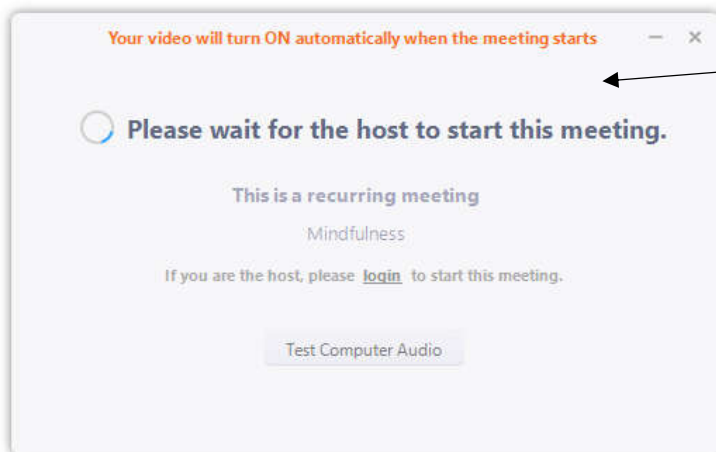 Your video will turn ON automatically when the meeting starts
Please wait for the host to start this meeting.
This is a recurring meeting
Mindfulness
If you are the host, please login to start this meeting.
Test Computer Audio